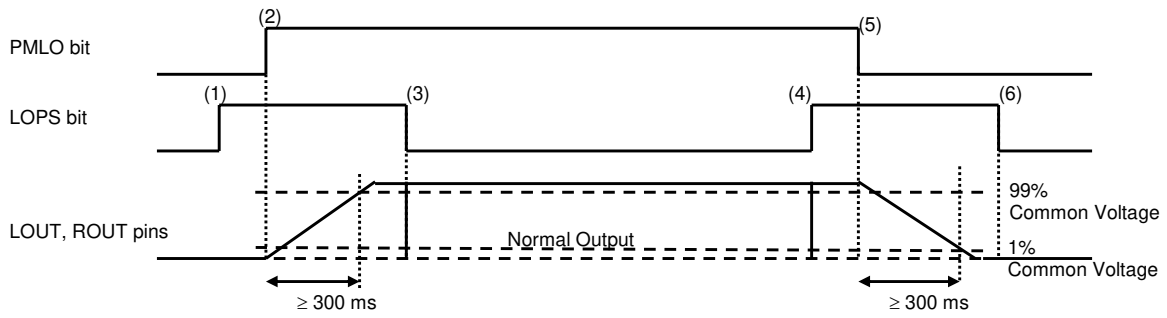 (2)
(5)
PMLO bit
(1)
(3)
(4)
(6)
LOPS bit
99%
Common Voltage
LOUT, ROUT pins
Normal Output
1%
Common Voltage
≥ 300 ms
≥ 300 ms